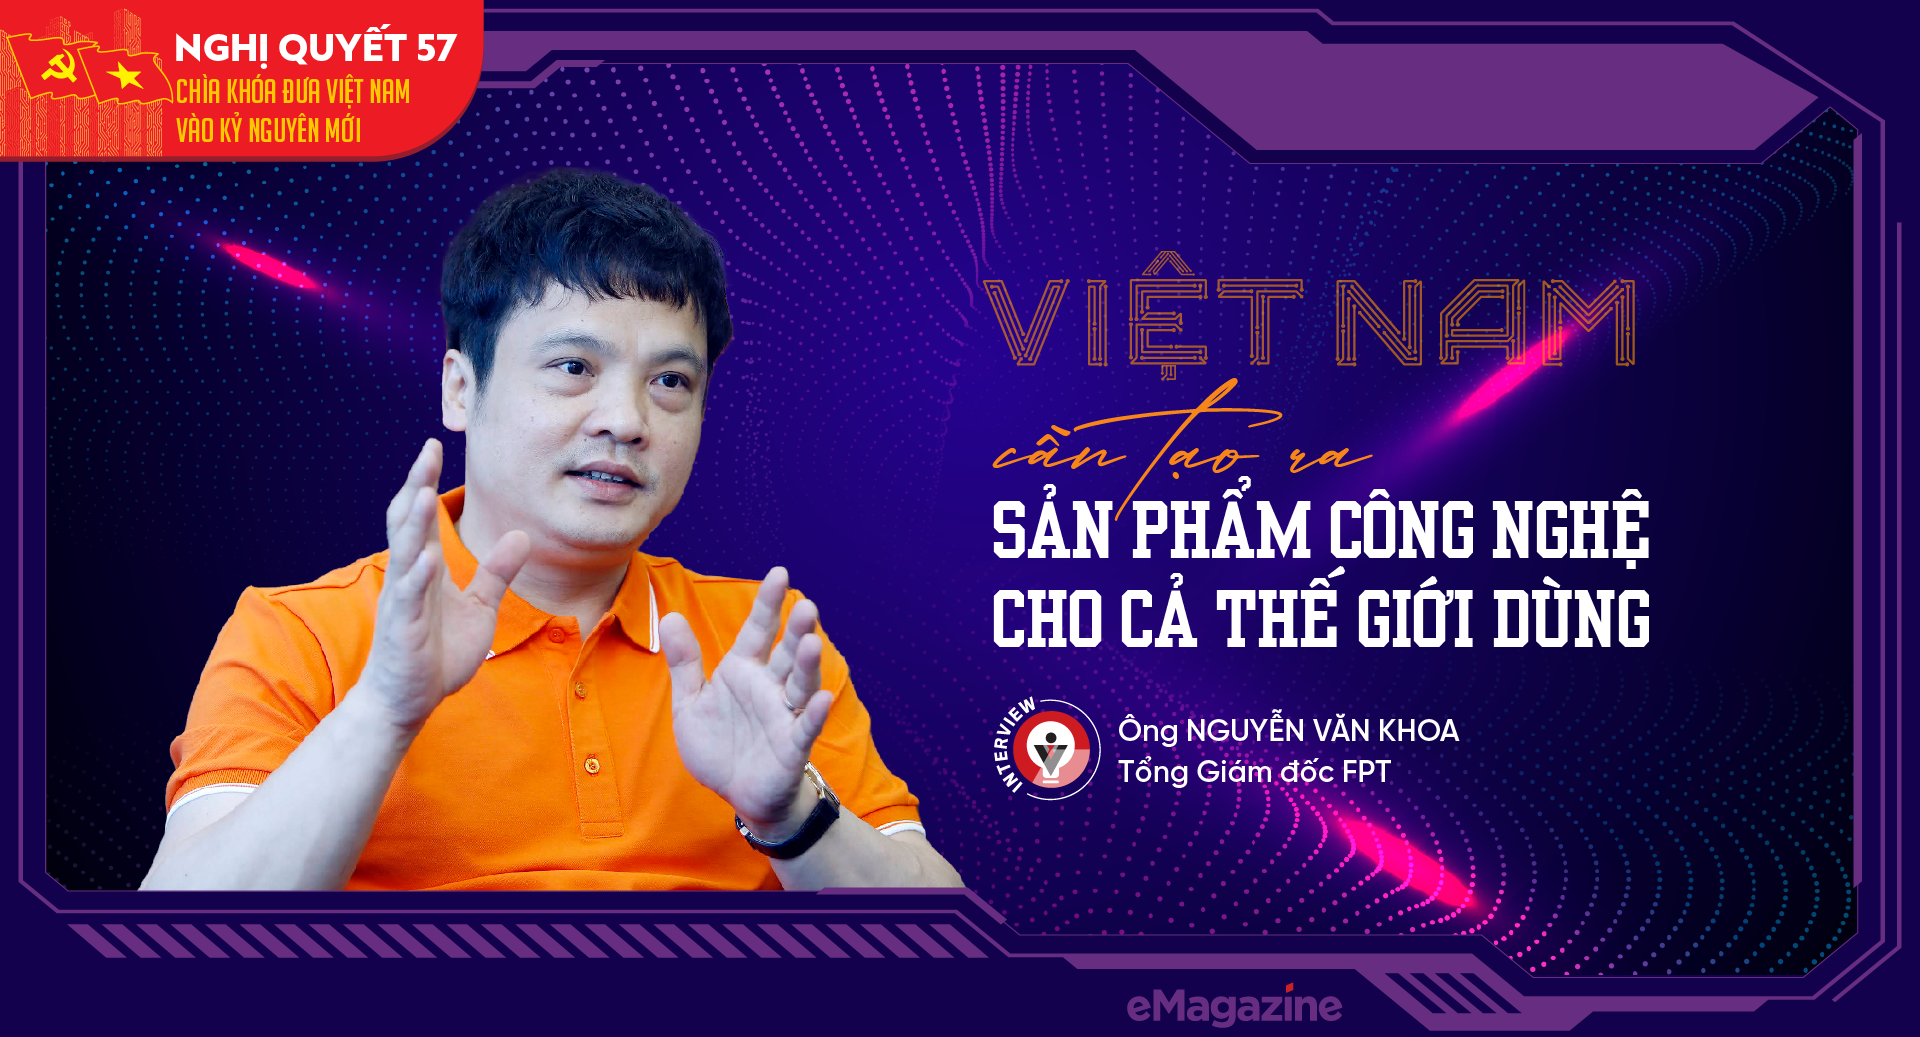 NGHỊ QUYẾT 57
CHÌA KHÓA ĐƯA VIỆT NAM
VÀO KỶ NGUYÊN MỚI
VIỆT NAM
cần tạo ra
SẢN PHẨM CÔNG NGHỆ
CHO CẢ THẾ GIỚI DÙNG
INTERVIEW
Ông NGUYỄN VĂN KHOA
Tổng Giám đốc FPT
eMagazine